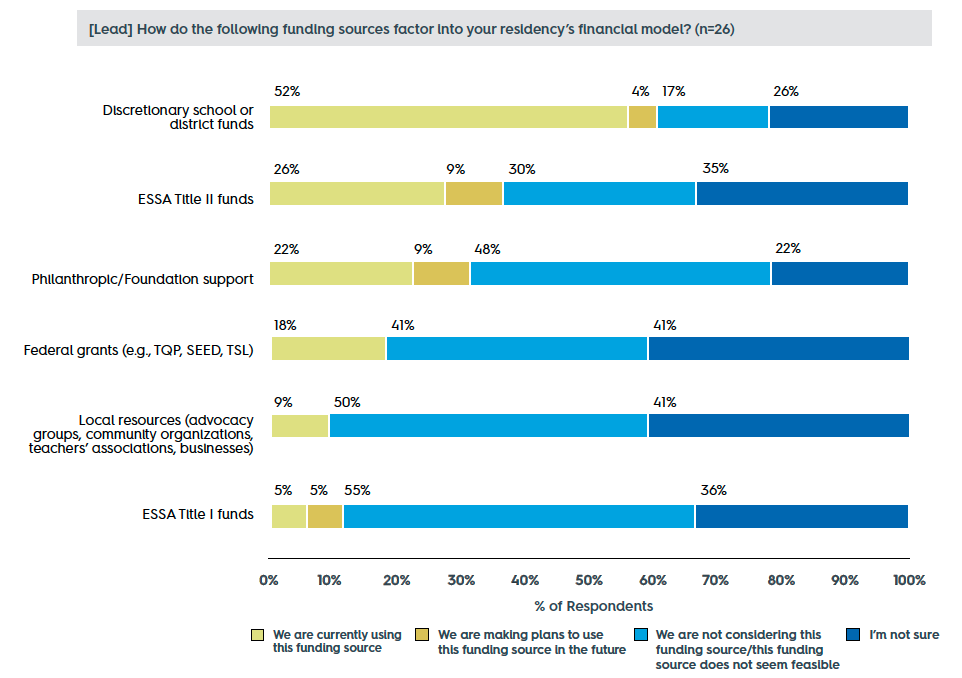 [Lead] How do the following funding sources factor into your residency's financial model? (n=26)
52% 4% 17% 26%
Discretionary school or
district funds
26% 9% 30% 35%
ESSA Title II funds
22% 9% 48% 22%
Philanthropic/Foundation support
18% 41% 41%
Federal grants (e.g., TQP, SEED, TSL)
9% 50% 41%
Local resources (advocacy
groups, community organizations,
teachers' associations, businesses)
5% 5% 55% 36%
ESSA Title I funds
0% 10% 20% 30% 40% 50% 60% 70% 80% 90% 100%
% of Respondents
We are currently using
this funding source
We are making plans to use
this funding source in the future
We are not considering this
funding source/this funding
source does not seem feasible
I'm not sure